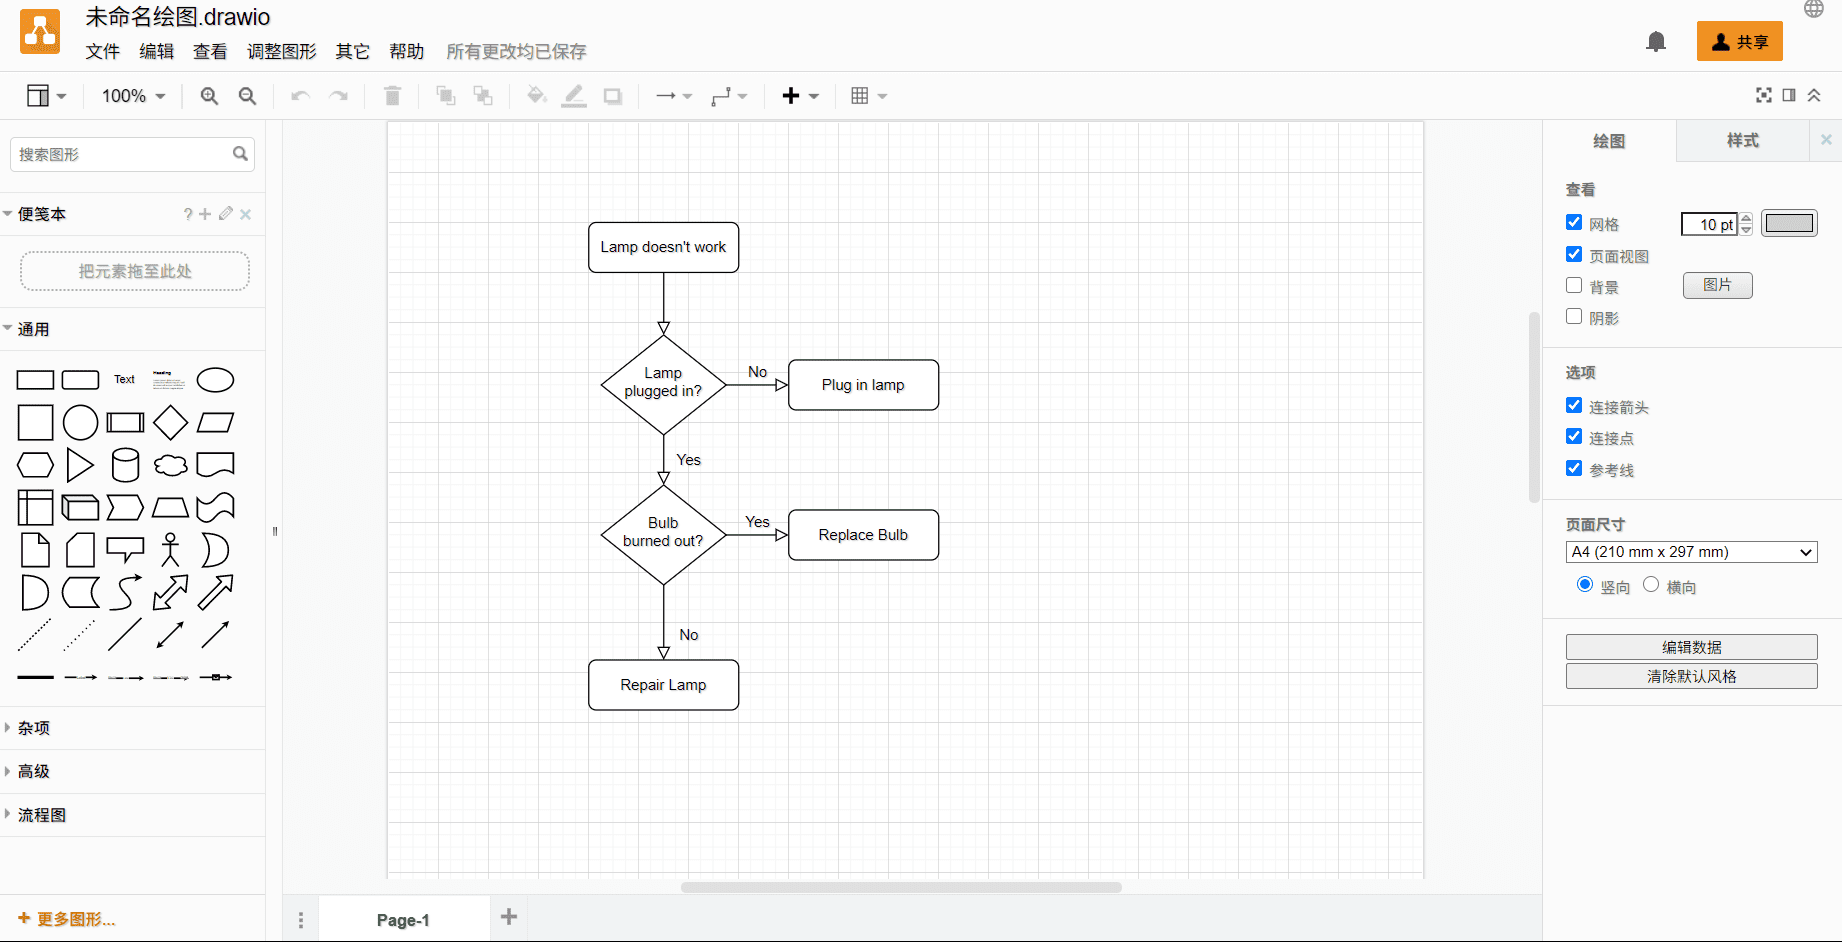 未命名绘图.drawio
文件 编辑 查看 调整图形 其它 帮助 所有更改均已保存
共享
100%
搜索图形
便笺本
?
把元素拖至此处
通用
Text
Heading
杂项
高级
流程图
更多图形...
Lamp doesn't work
Lamp
plugged in?
No
Plug in lamp
Yes
Bulb
burned out?
Yes
Replace Bulb
No
Repair Lamp
Page-1
绘图 样式
查看
网格 10 pt
页面视图
背景 图片
阴影
选项
连接箭头
连接点
参考线
页面尺寸
A4 (210 mm x 297 mm)
竖向 横向
编辑数据
清除默认风格